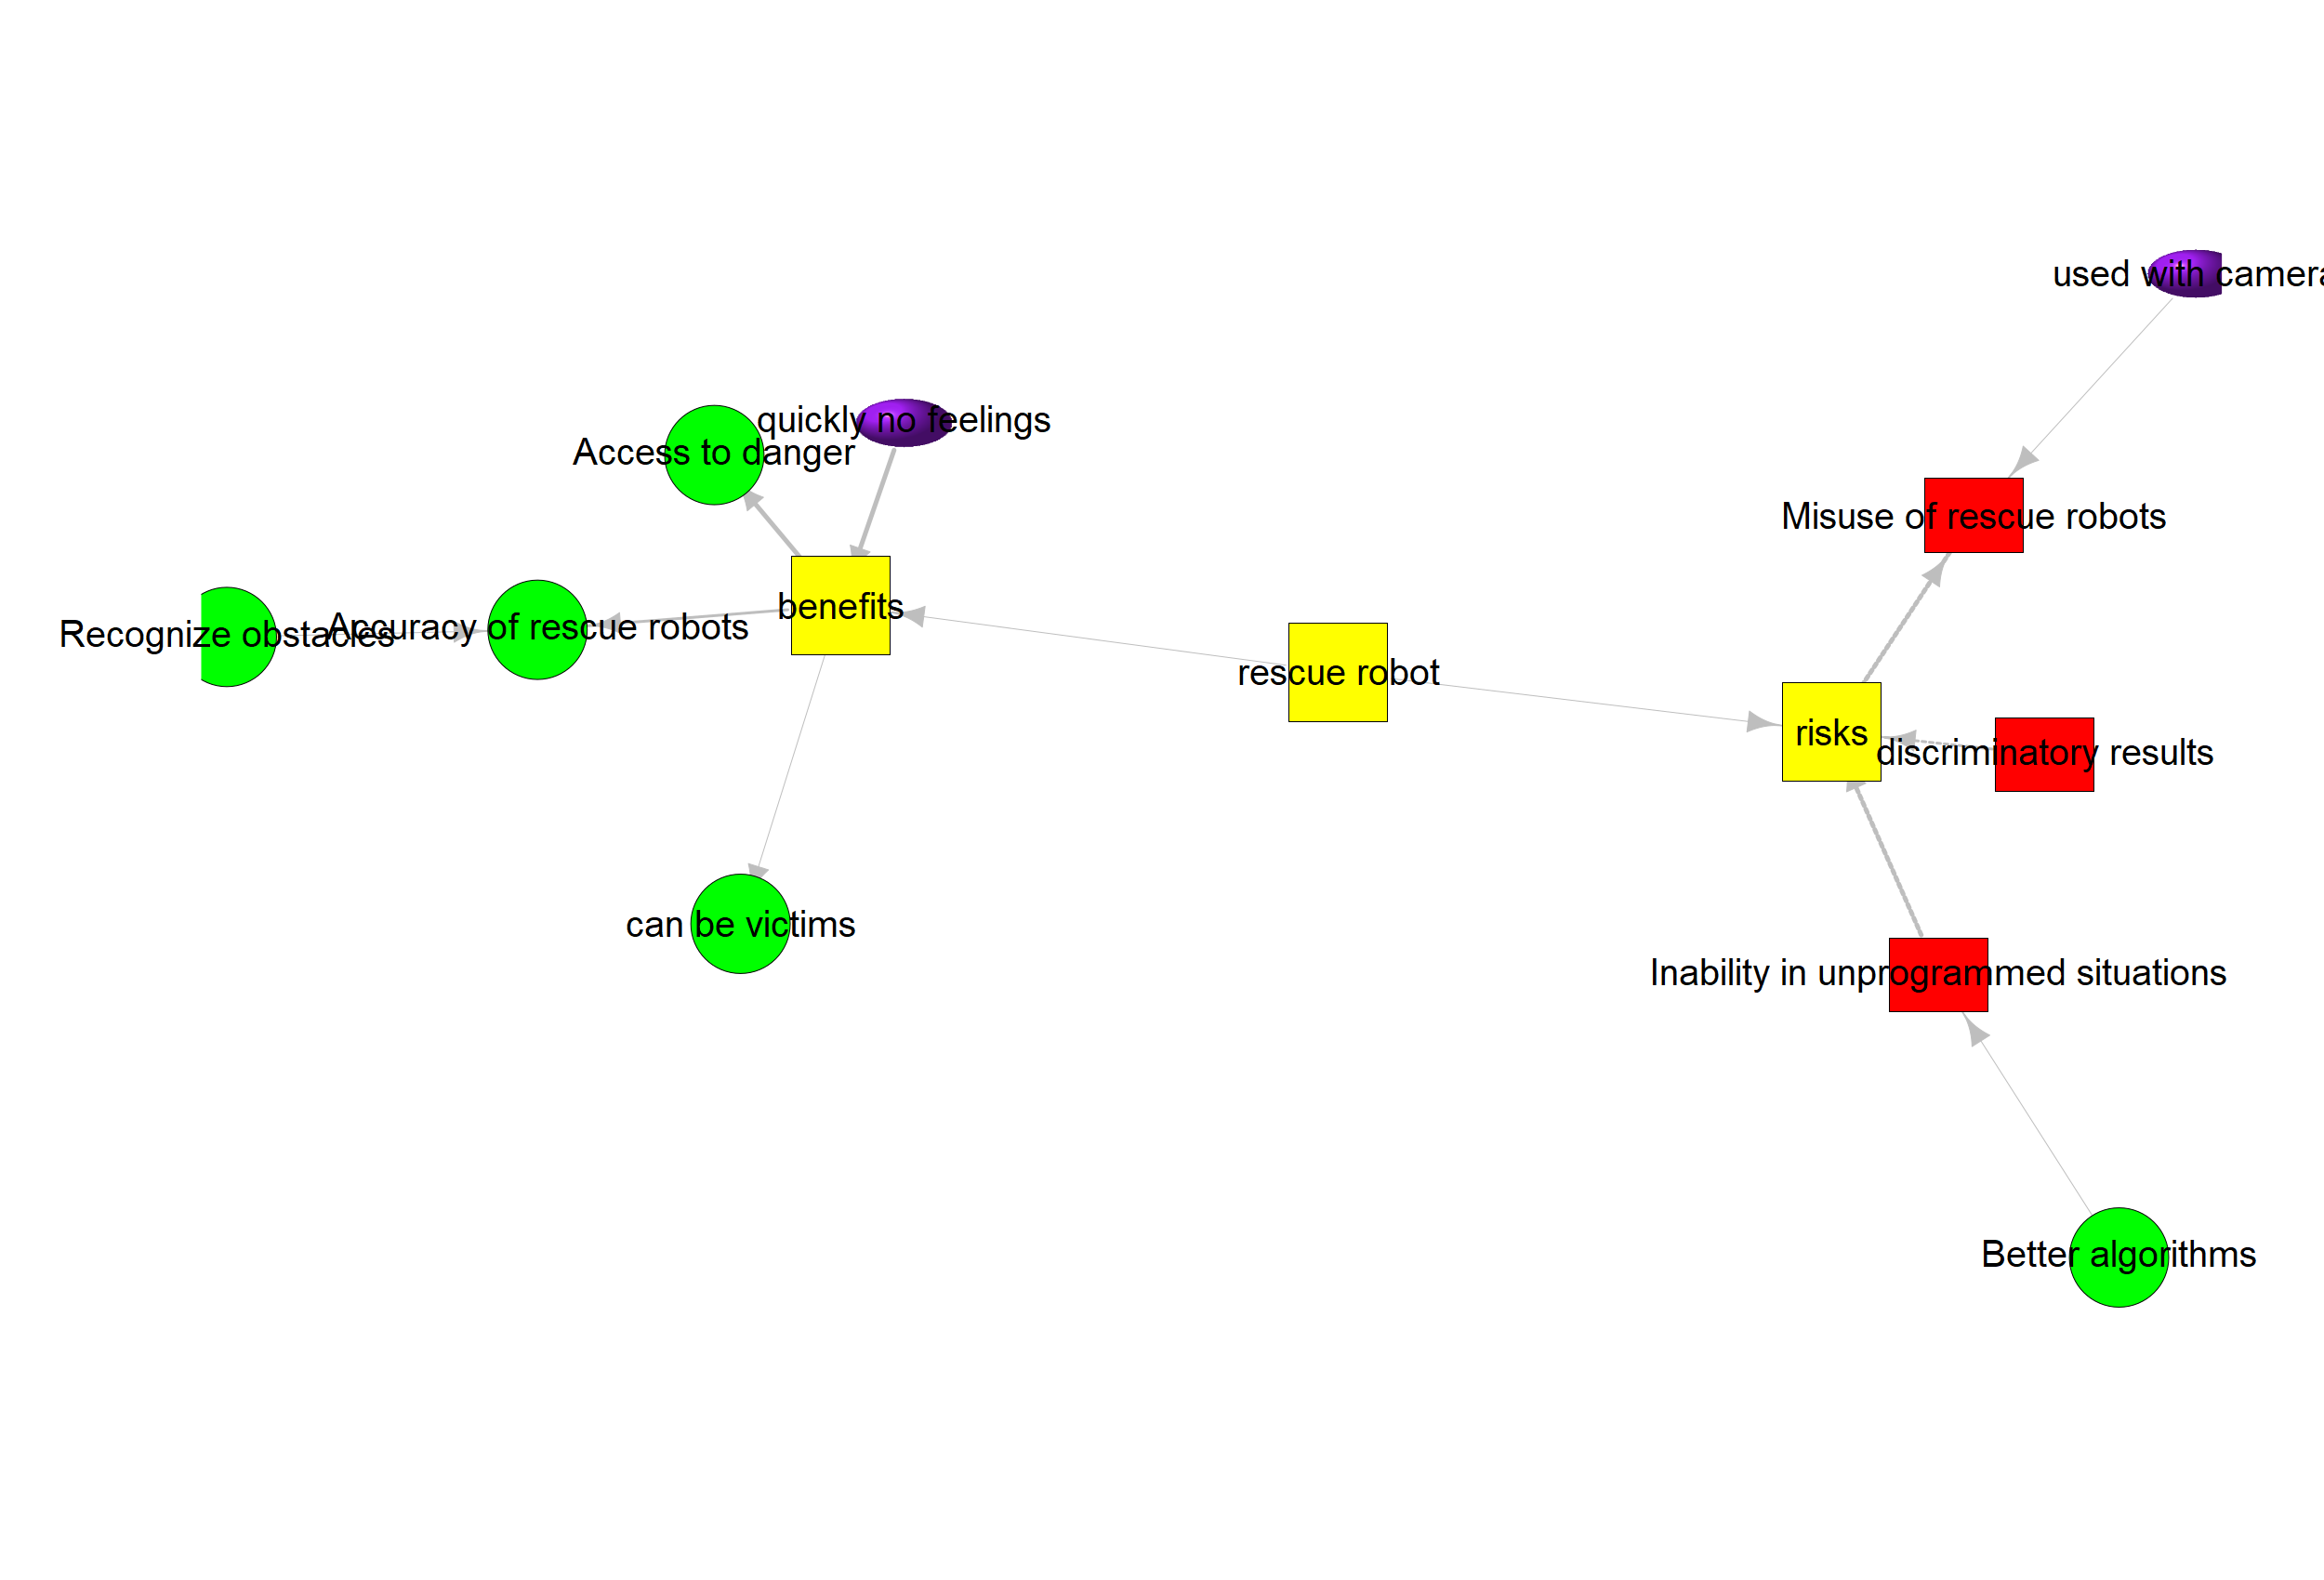 used with camera
quickly no feelings
Access to danger
Misuse of rescue robots
benefits
Accuracy of rescue robots
Recognize obstacles
rescue robot
risks
discriminatory results
can be victims
Inability in unprogrammed situations
Better algorithms